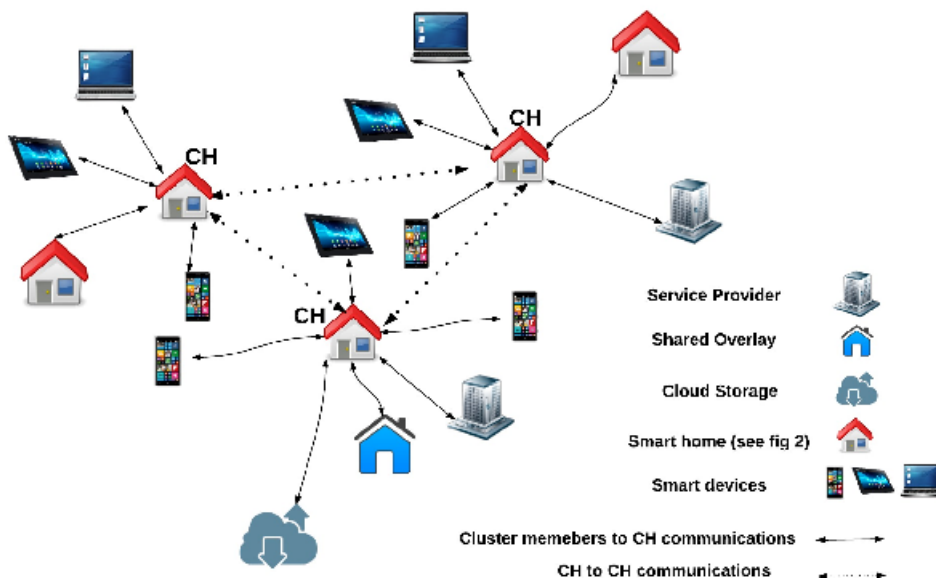 CH
CH
CH
Service Provider
Shared Overlay
Cloud Storage
Smart home (see fig 2)
Smart devices
Cluster memebers to CH communications
CH to CH communications